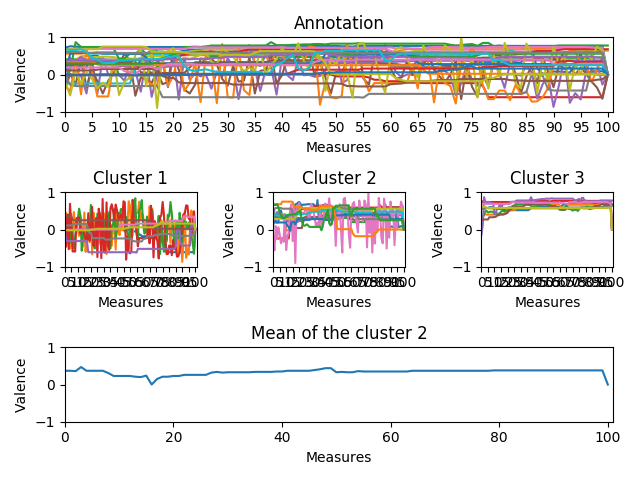 Annotation
Valence
1
0
−1
0 5 10 15 20 25 30 35 40 45 50 55 60 65 70 75 80 85 90 95 100
Measures
Cluster 1 Cluster 2 Cluster 3
Valence Valence Valence
1 1 1
0 0 0
−1 −1 −1
Measures Measures Measures
Mean of the cluster 2
Valence
1
0
−1
0 20 40 60 80 100
Measures